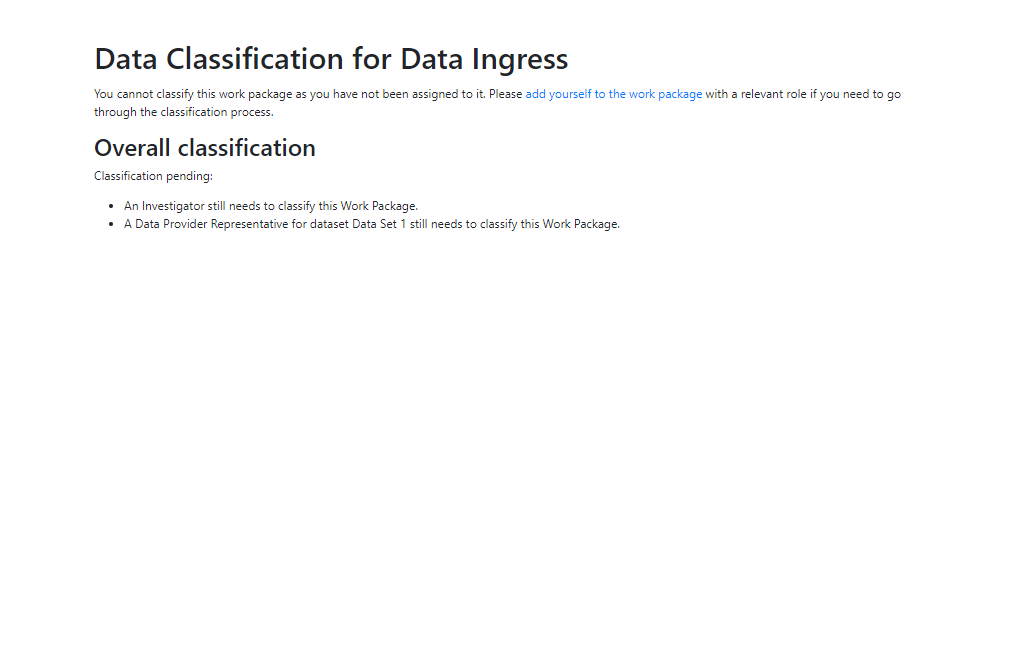 Data Classification for Data Ingress
You cannot classify this work package as you have not been assigned to it. Please add yourself to the work package with a relevant role if you need to go
through the classification process.
Overall classification
Classification pending:
An Investigator still needs to classify this Work Package.
A Data Provider Representative for dataset Data Set 1 still needs to classify this Work Package.